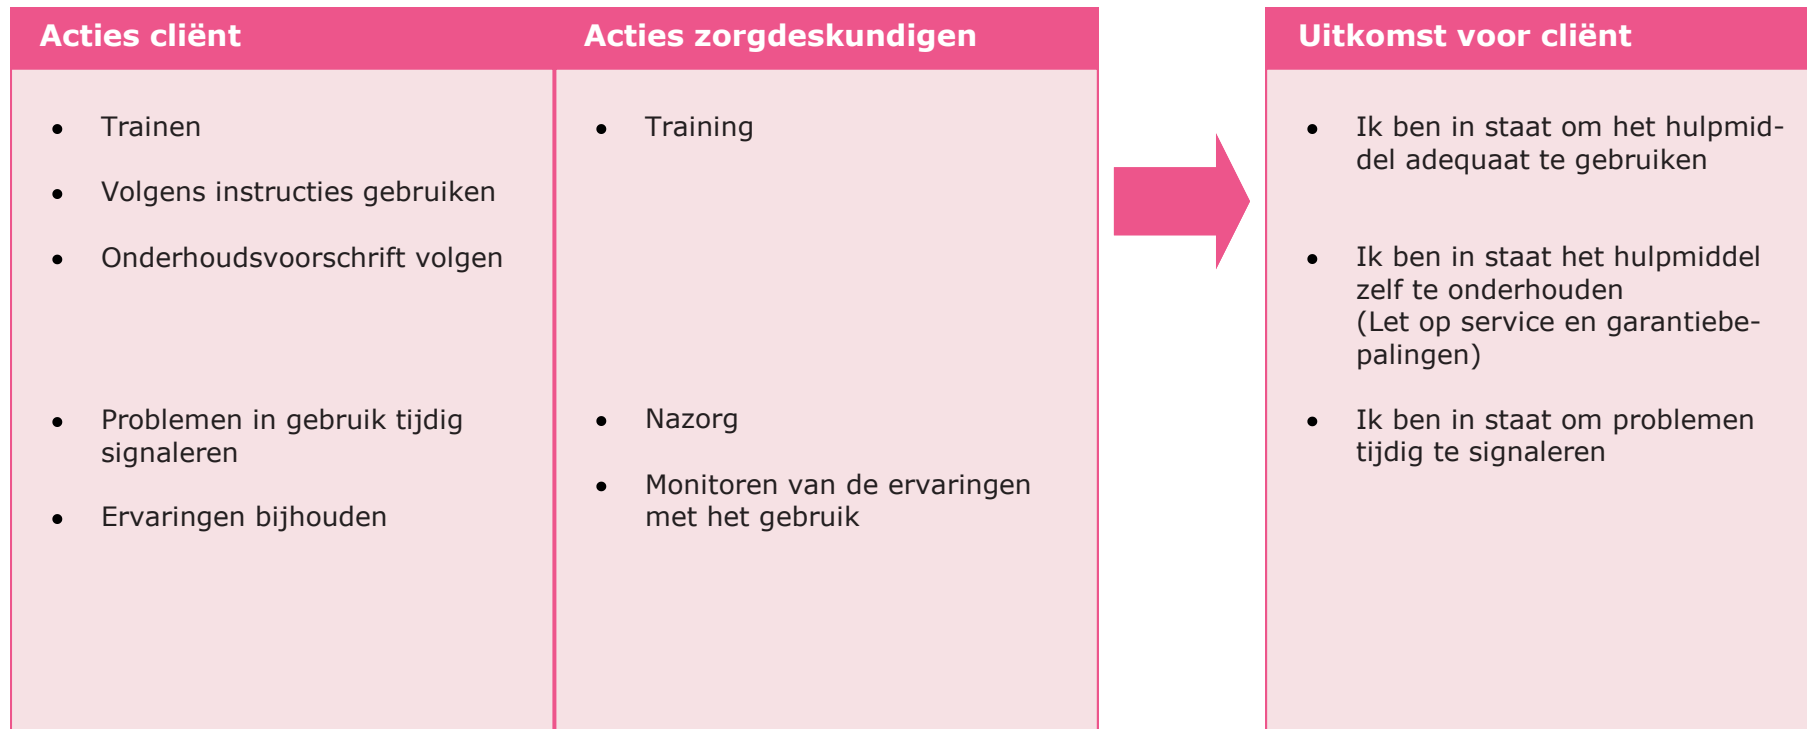 Acties cliënt
Trainen
Volgens instructies gebruiken
Onderhoudsvoorschrift volgen
Problemen in gebruik tijdig
signaleren
Ervaringen bijhouden
Acties zorgdeskundigen
Training
Nazorg
Monitoren van de ervaringen
met het gebruik
Uitkomst voor cliënt
Ik ben in staat om het hulpmid-
del adequaat te gebruiken
Ik ben in staat het hulpmiddel
zelf te onderhouden
(Let op service en garantiebe-
palingen)
Ik ben in staat om problemen
tijdig te signaleren